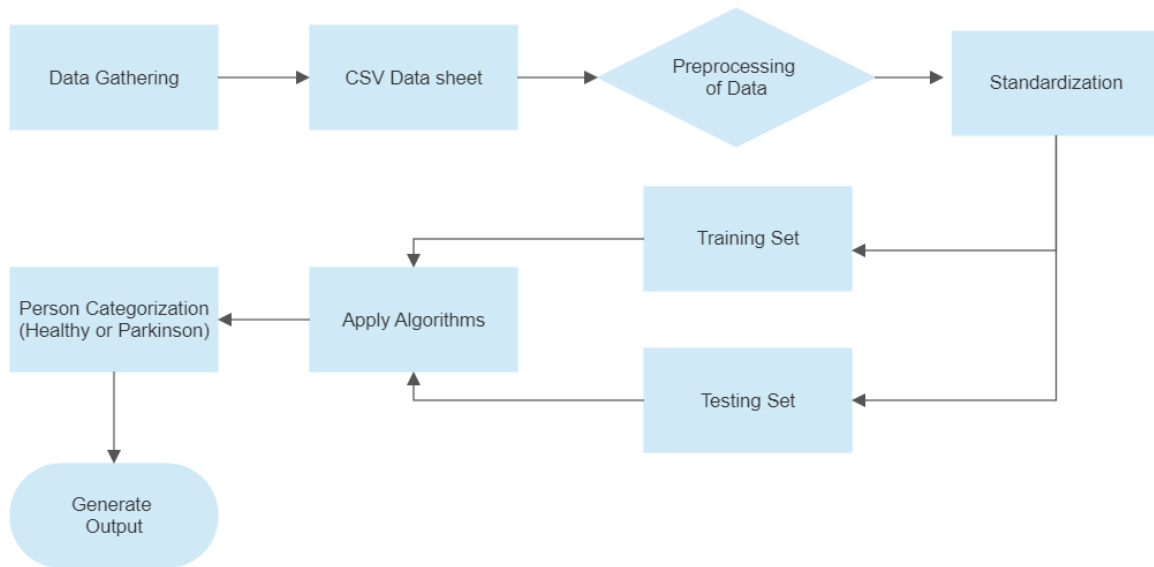 Data Gathering
CSV Data sheet
Preprocessing
of Data
Standardization
Training Set
Person Categorization
(Healthy or Parkinson)
Apply Algorithms
Testing Set
Generate
Output